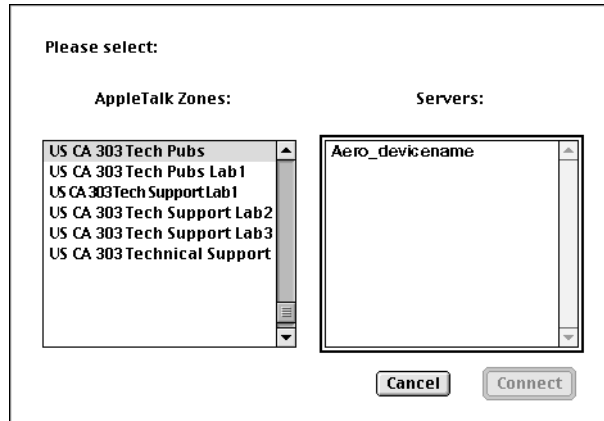 Please select:
AppleTalk Zones:
Servers:
US CA 303 Tech Pubs
US CA 303 Tech Pubs Lab1
US CA 303Tech Support Lab1
US CA 303 Tech Support Lab2
US CA 303 Tech Support Lab3
US CA 303 Technical Support
Aero_devicename
Cancel
Connect